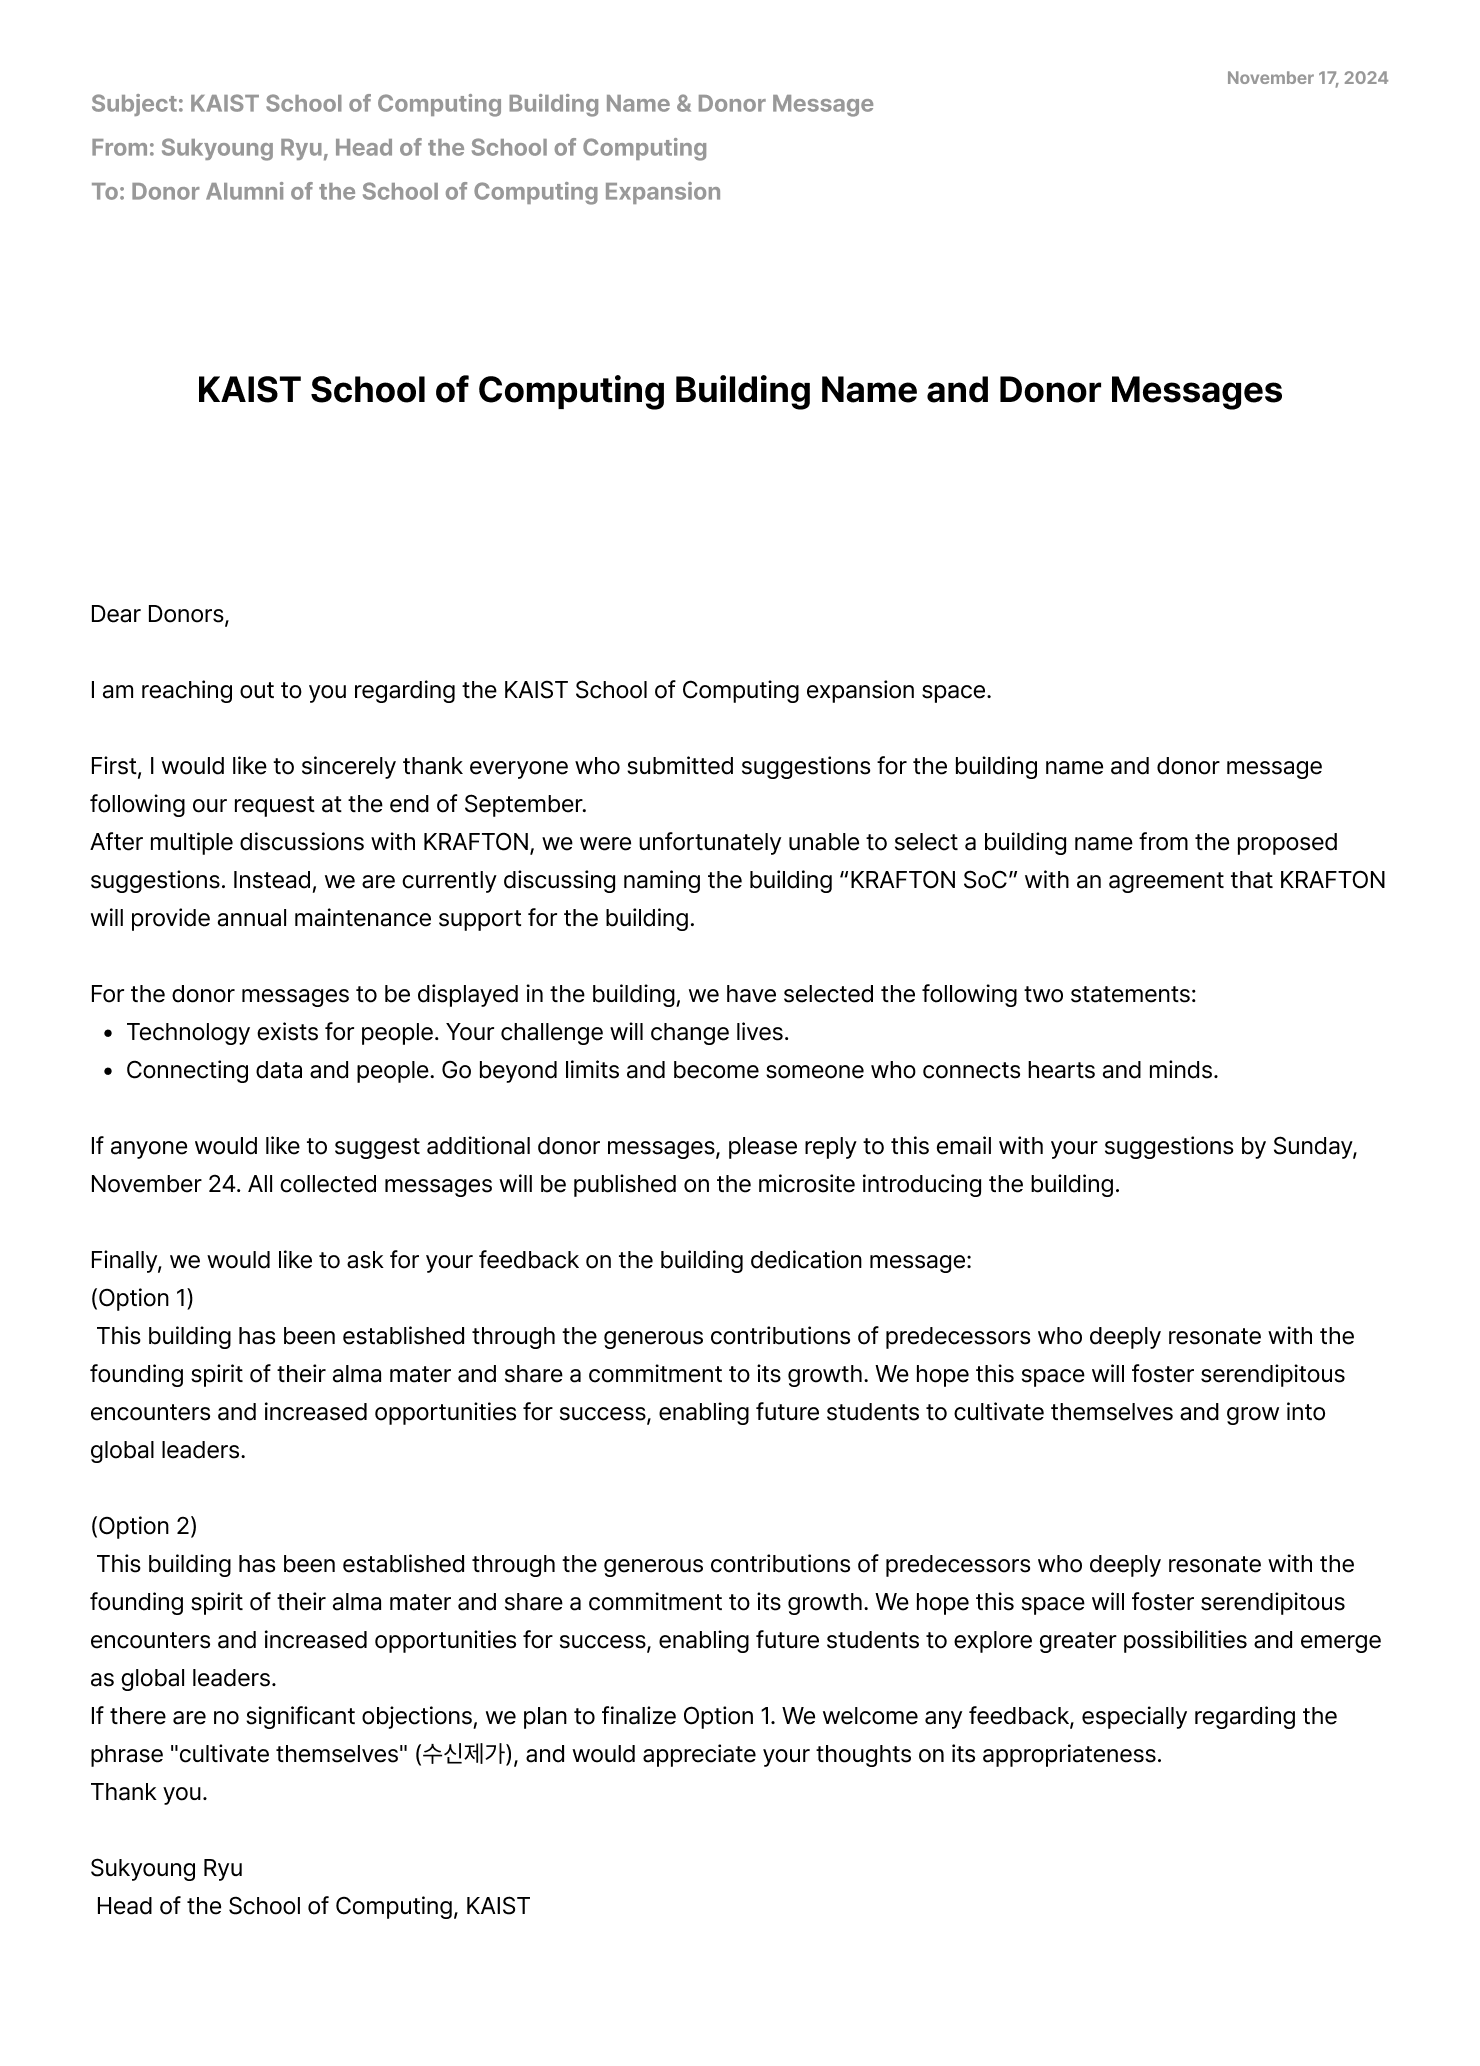 November 17, 2024
Subject: KAIST School of Computing Building Name & Donor Message
From: Sukyoung Ryu, Head of the School of Computing
To: Donor Alumni of the School of Computing Expansion
KAIST School of Computing Building Name and Donor Messages
Dear Donors,
I am reaching out to you regarding the KAIST School of Computing expansion space.
First, I would like to sincerely thank everyone who submitted suggestions for the building name and donor message
following our request at the end of September.
After multiple discussions with KRAFTON, we were unfortunately unable to select a building name from the proposed
suggestions. Instead, we are currently discussing naming the building “KRAFTON SoC” with an agreement that KRAFTON
will provide annual maintenance support for the building.
For the donor messages to be displayed in the building, we have selected the following two statements:
• Technology exists for people. Your challenge will change lives.
• Connecting data and people. Go beyond limits and become someone who connects hearts and minds.
If anyone would like to suggest additional donor messages, please reply to this email with your suggestions by Sunday,
November 24. All collected messages will be published on the microsite introducing the building.
Finally, we would like to ask for your feedback on the building dedication message:
(Option 1)
This building has been established through the generous contributions of predecessors who deeply resonate with the
founding spirit of their alma mater and share a commitment to its growth. We hope this space will foster serendipitous
encounters and increased opportunities for success, enabling future students to cultivate themselves and grow into
global leaders.
(Option 2)
This building has been established through the generous contributions of predecessors who deeply resonate with the
founding spirit of their alma mater and share a commitment to its growth. We hope this space will foster serendipitous
encounters and increased opportunities for success, enabling future students to explore greater possibilities and emerge
as global leaders.
If there are no significant objections, we plan to finalize Option 1. We welcome any feedback, especially regarding the
phrase "cultivate themselves" (수신제가), and would appreciate your thoughts on its appropriateness.
Thank you.
Sukyoung Ryu
Head of the School of Computing, KAIST